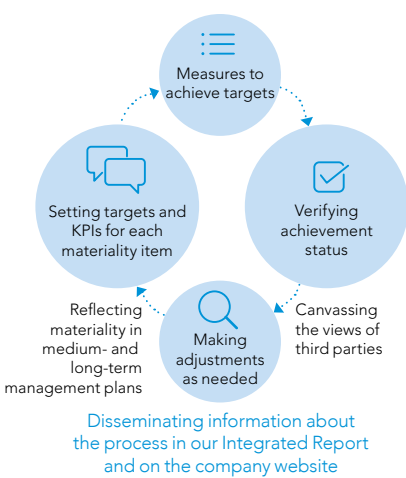 Measures to
achieve targets
Setting targets and
KPIs for each
materiality item
Verifying
achievement
status
Reflecting
materiality in
medium- and
long-term
management plans
Making
adjustments
as needed
Canvassing
the views of
third parties
Disseminating information about
the process in our Integrated Report
and on the company website